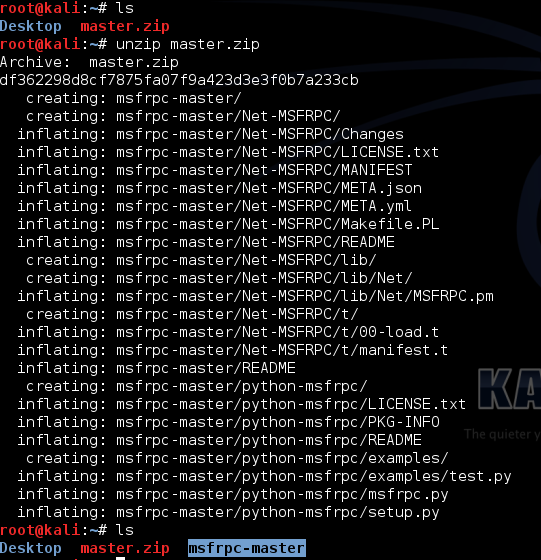 root@kali:~# ls
Desktop  master.zip
root@kali:~# unzip master.zip
Archive:  master.zip
df362298d8cf7875fa07f9a423d3e3f0b7a233cb
   creating: msfrpc-master/
   creating: msfrpc-master/Net-MSFRPC/
  inflating: msfrpc-master/Net-MSFRPC/Changes
  inflating: msfrpc-master/Net-MSFRPC/LICENSE.txt
  inflating: msfrpc-master/Net-MSFRPC/MANIFEST
  inflating: msfrpc-master/Net-MSFRPC/META.json
  inflating: msfrpc-master/Net-MSFRPC/META.yml
  inflating: msfrpc-master/Net-MSFRPC/Makefile.PL
  inflating: msfrpc-master/Net-MSFRPC/README
   creating: msfrpc-master/Net-MSFRPC/lib/
   creating: msfrpc-master/Net-MSFRPC/lib/Net/
  inflating: msfrpc-master/Net-MSFRPC/lib/Net/MSFRPC.pm
   creating: msfrpc-master/Net-MSFRPC/t/
  inflating: msfrpc-master/Net-MSFRPC/t/00-load.t
  inflating: msfrpc-master/Net-MSFRPC/t/manifest.t
  inflating: msfrpc-master/README
   creating: msfrpc-master/python-msfrpc/
  inflating: msfrpc-master/python-msfrpc/LICENSE.txt
  inflating: msfrpc-master/python-msfrpc/PKG-INFO
  inflating: msfrpc-master/python-msfrpc/README
   creating: msfrpc-master/python-msfrpc/examples/
  inflating: msfrpc-master/python-msfrpc/examples/test.py
  inflating: msfrpc-master/python-msfrpc/msfrpc.py
  inflating: msfrpc-master/python-msfrpc/setup.py
root@kali:~# ls
Desktop  master.zip  msfrpc-master
KA
The quieter y